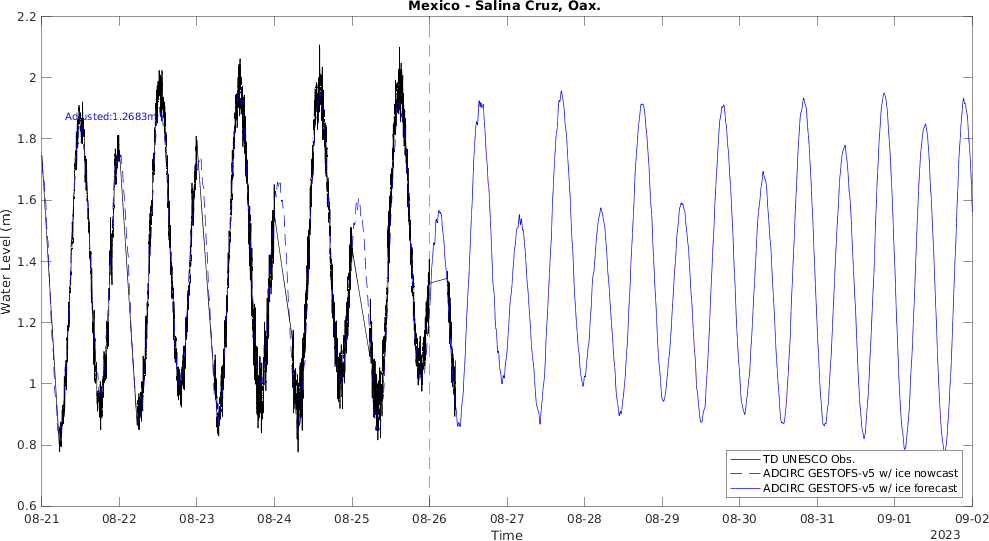 Mexico - Salina Cruz, Oax.
2.2
2
1.8
1.6
1.4
1.2
1
0.8
0.6
Water Level (m)
Adjusted:1.2683m
TD UNESCO Obs.
ADCIRC GESTOFS-v5 w/ ice nowcast
ADCIRC GESTOFS-v5 w/ ice forecast
08-21 08-22 08-23 08-24 08-25 08-26 08-27 08-28 08-29 08-30 08-31 09-01 09-02
Time
2023